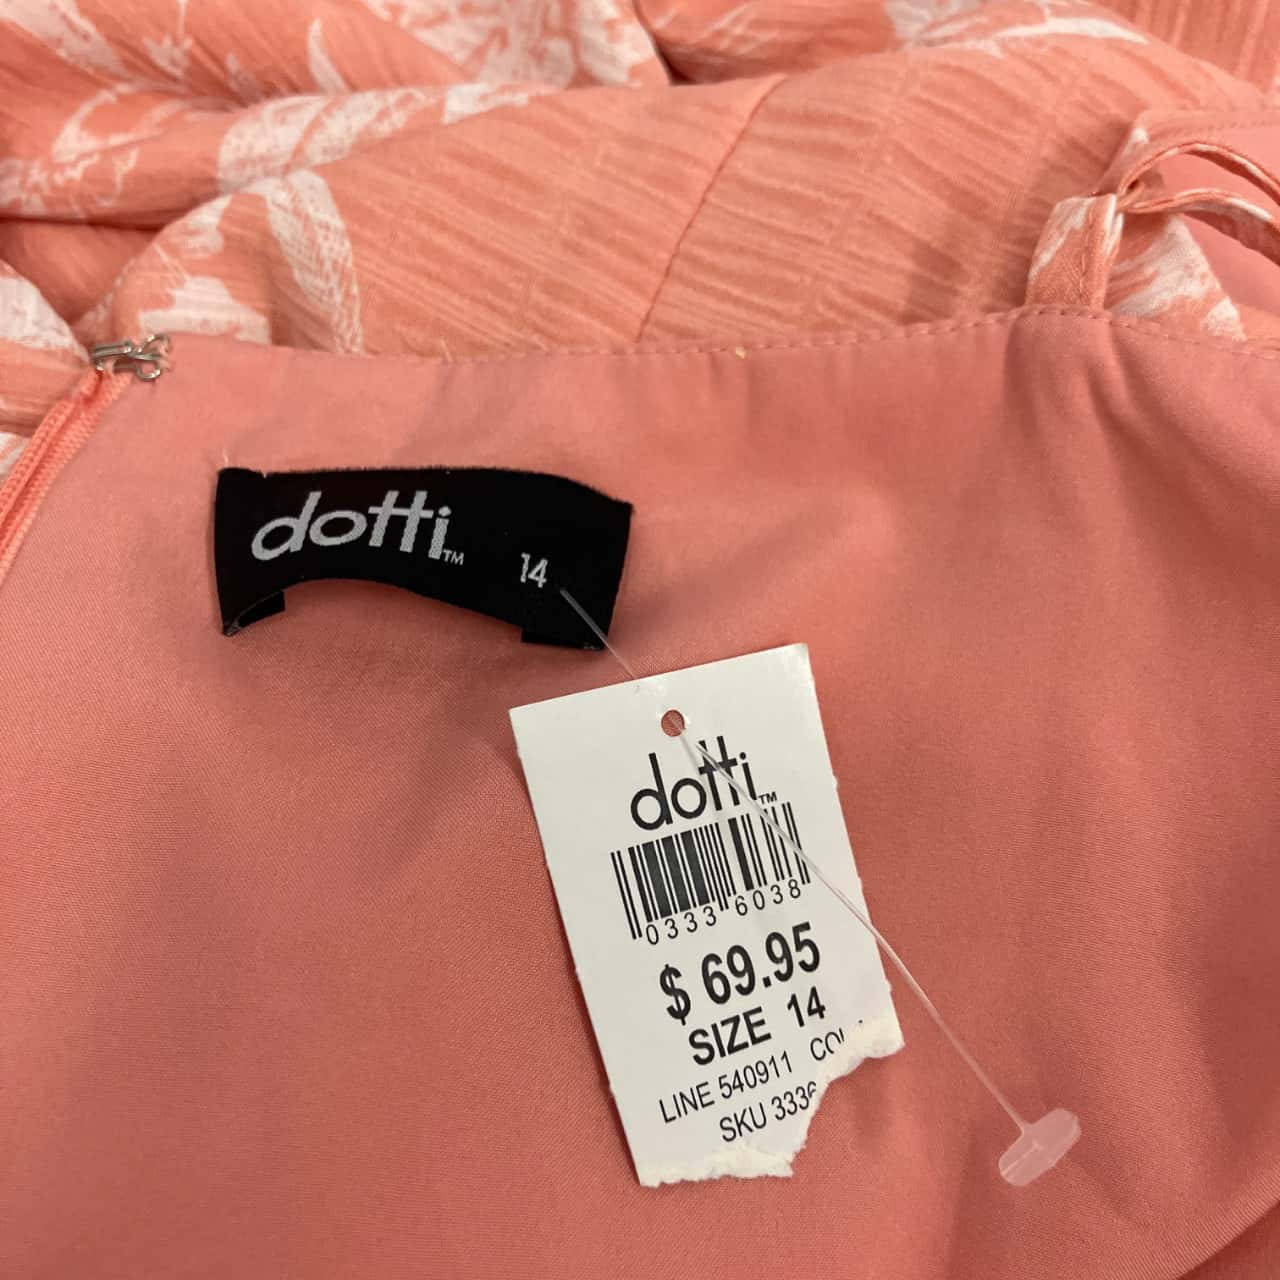 dotti™
14
dotti™
0333 6038
$ 69.95
SIZE 14
LINE 540911
SKU